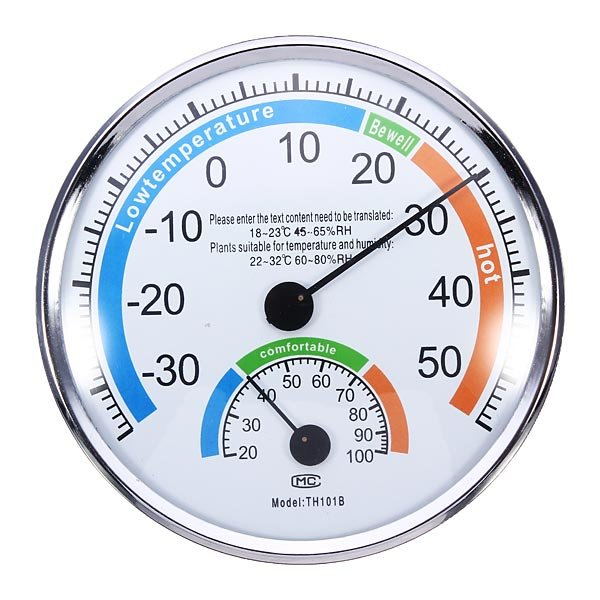 Lowtemperature
Bewell
hot
-30
-20
-10
0
10
20
30
40
50
Please enter the text content need to be translated:
18~23℃ 45~65%RH
Plants suitable for temperature and humidity:
22~32℃ 60~80%RH
comfortable
20
30
40
50
60
70
80
90
100
MC
Model:TH101B